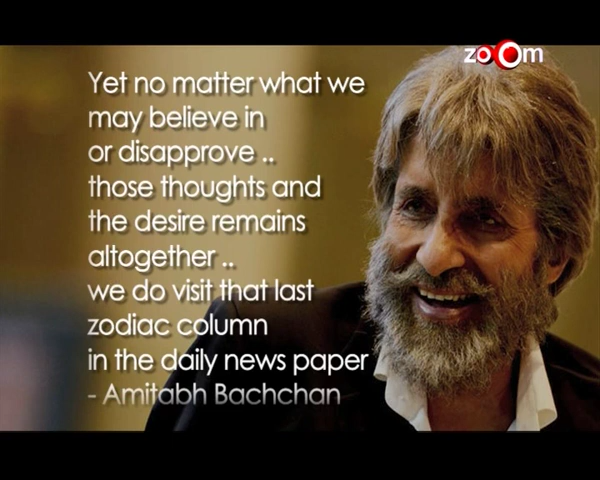 zoom
Yet no matter what we
may believe in
or disapprove ..
those thoughts and
the desire remains
altogether ..
we do visit that last
zodiac column
in the daily news paper
- Amitabh Bachchan